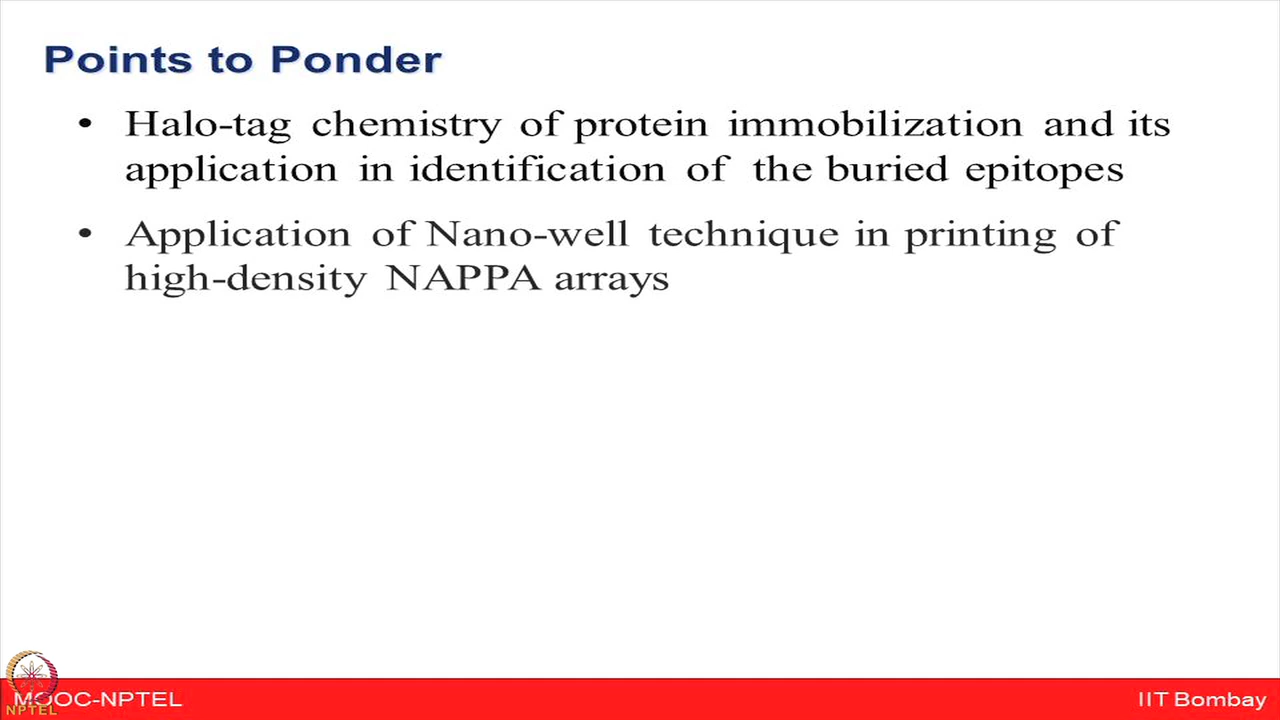 Points to Ponder
• Halo-tag chemistry of protein immobilization and its
application in identification of the buried epitopes
• Application of Nano-well technique in printing of
high-density NAPPA arrays
MOOC-NPTEL
NPTEL
IIT Bombay